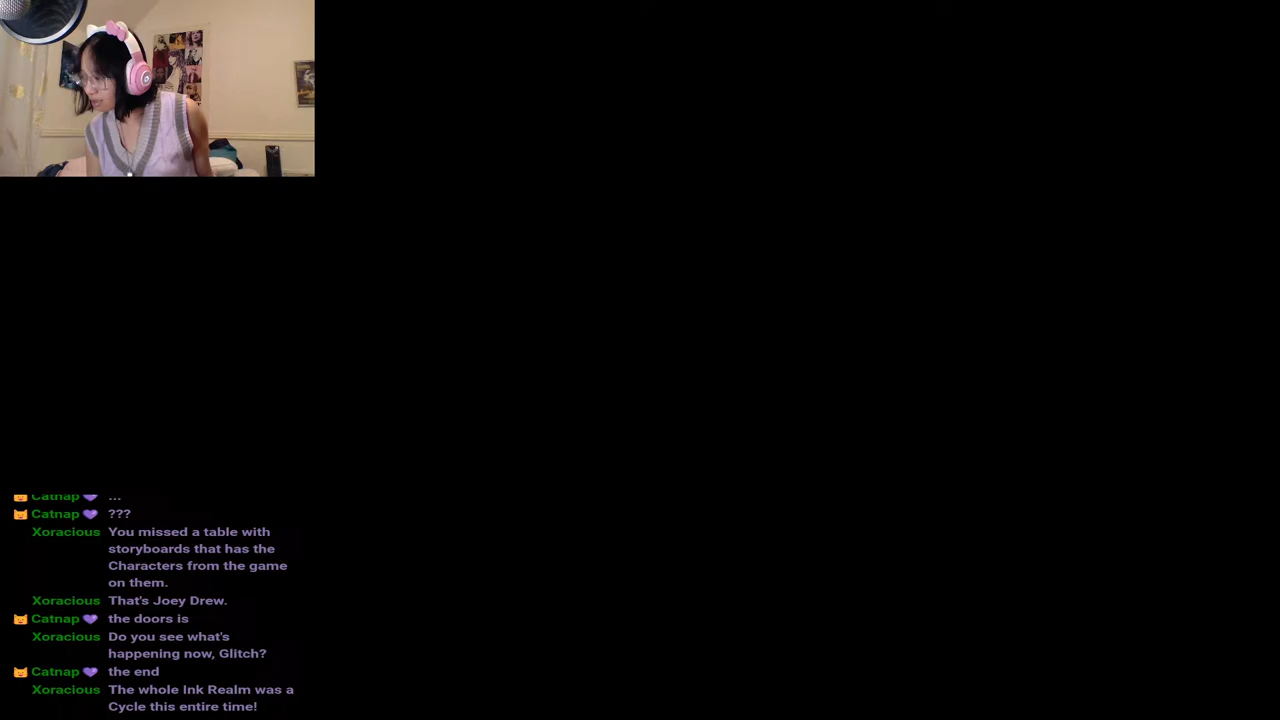 Catnap ...
Catnap ???
Xoracious You missed a table with
storyboards that has the
Characters from the game
on them.
Xoracious That's Joey Drew.
Catnap the doors is
Xoracious Do you see what's
happening now, Glitch?
Catnap the end
Xoracious The whole Ink Realm was a
Cycle this entire time!